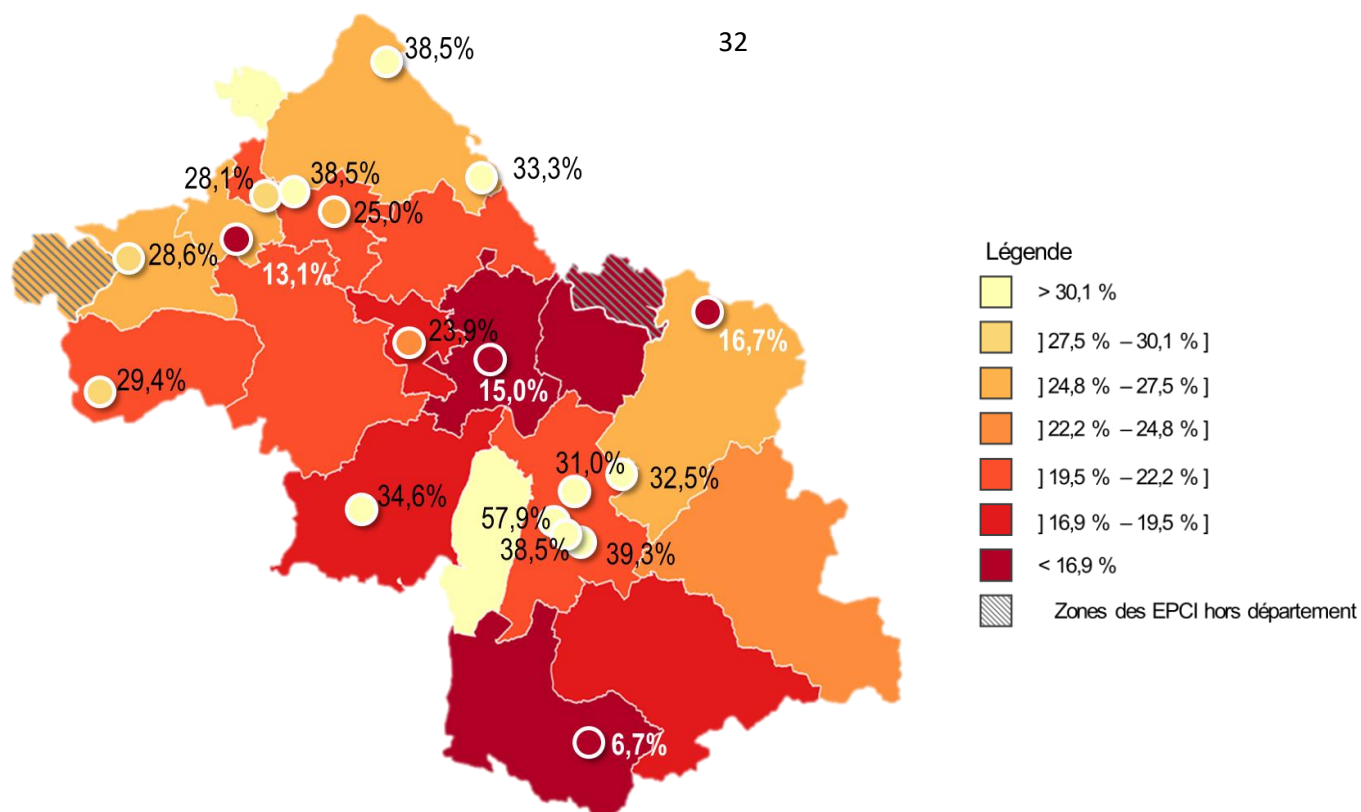 32
38,5%
33,3%
28,1%
38,5%
25,0%
28,6%
13,1%
16,7%
23,9%
15,0%
29,4%
31,0%
32,5%
34,6%
57,9%
38,5%
39,3%
6,7%
Légende
> 30,1 %
] 27,5 % – 30,1 % ]
] 24,8 % – 27,5 % ]
] 22,2 % – 24,8 % ]
] 19,5 % – 22,2 % ]
] 16,9 % – 19,5 % ]
< 16,9 %
Zones des EPCI hors département